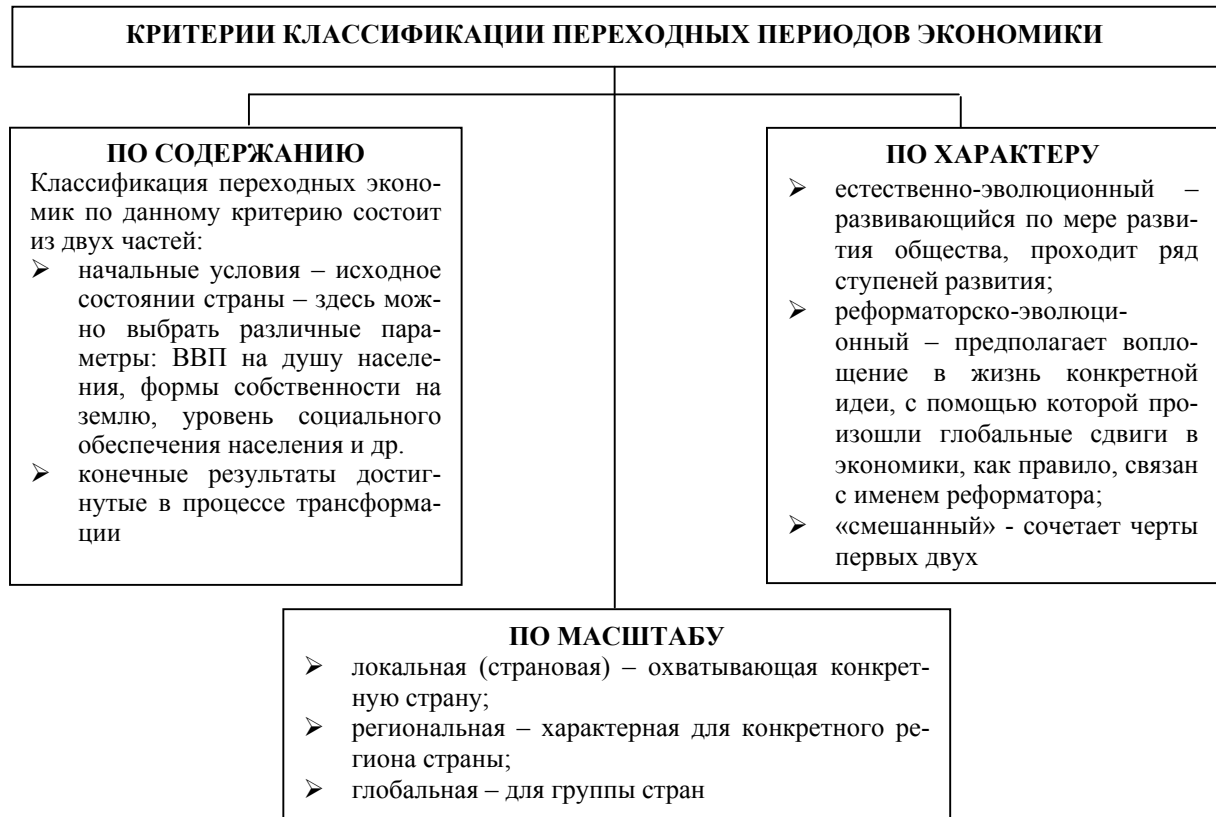 КРИТЕРИИ КЛАССИФИКАЦИИ ПЕРЕХОДНЫХ ПЕРИОДОВ ЭКОНОМИКИ
ПО СОДЕРЖАНИЮ
Классификация переходных эконо-
мик по данному критерию состоит
из двух частей:
➢ начальные условия – исходное
состоянии страны – здесь мож-
но выбрать различные пара-
метры: ВВП на душу населе-
ния, формы собственности на
землю, уровень социального
обеспечения населения и др.
➢ конечные результаты достиг-
нутые в процессе трансформа-
ции
ПО ХАРАКТЕРУ
➢ естественно-эволюционный –
развивающийся по мере разви-
тия общества, проходит ряд
ступеней развития;
➢ реформаторско-эволюци-
онный – предполагает вопло-
щение в жизнь конкретной
идеи, с помощью которой про-
изошли глобальные сдвиги в
экономики, как правило, связан
с именем реформатора;
➢ «смешанный» - сочетает черты
первых двух
ПО МАСШТАБУ
➢ локальная (страновая) – охватывающая конкрет-
ную страну;
➢ региональная – характерная для конкретного ре-
гиона страны;
➢ глобальная – для группы стран